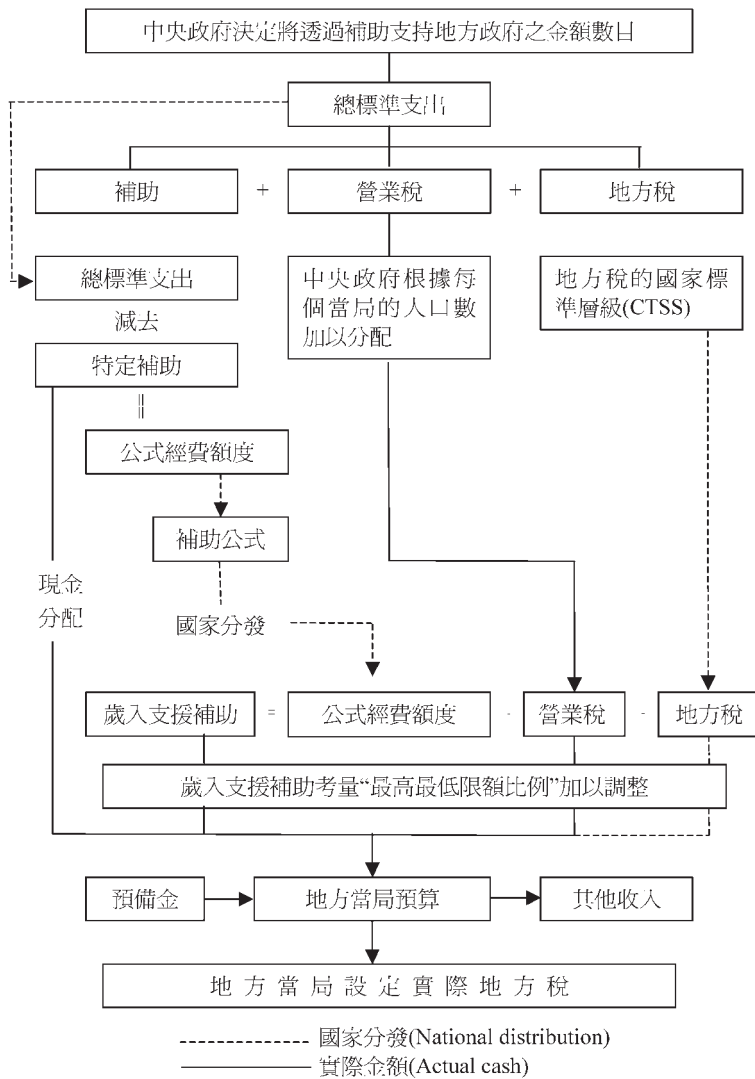 中央政府決定將透過補助支持地方政府之金額數目
總標準支出
補助
+
營業稅
+
地方稅
總標準支出
減去
特定補助
||
公式經費額度
補助公式
國家分發
現金
分配
中央政府根據每
個當局的人口數
加以分配
地方稅的國家標
準層級(CTSS)
歲入支援補助 = 公式經費額度 - 營業稅 - 地方稅
歲入支援補助考量“最高最低限額比例”加以調整
預備金
地方當局預算
其他收入
地方當局設定實際地方稅
國家分發(National distribution)
實際金額(Actual cash)